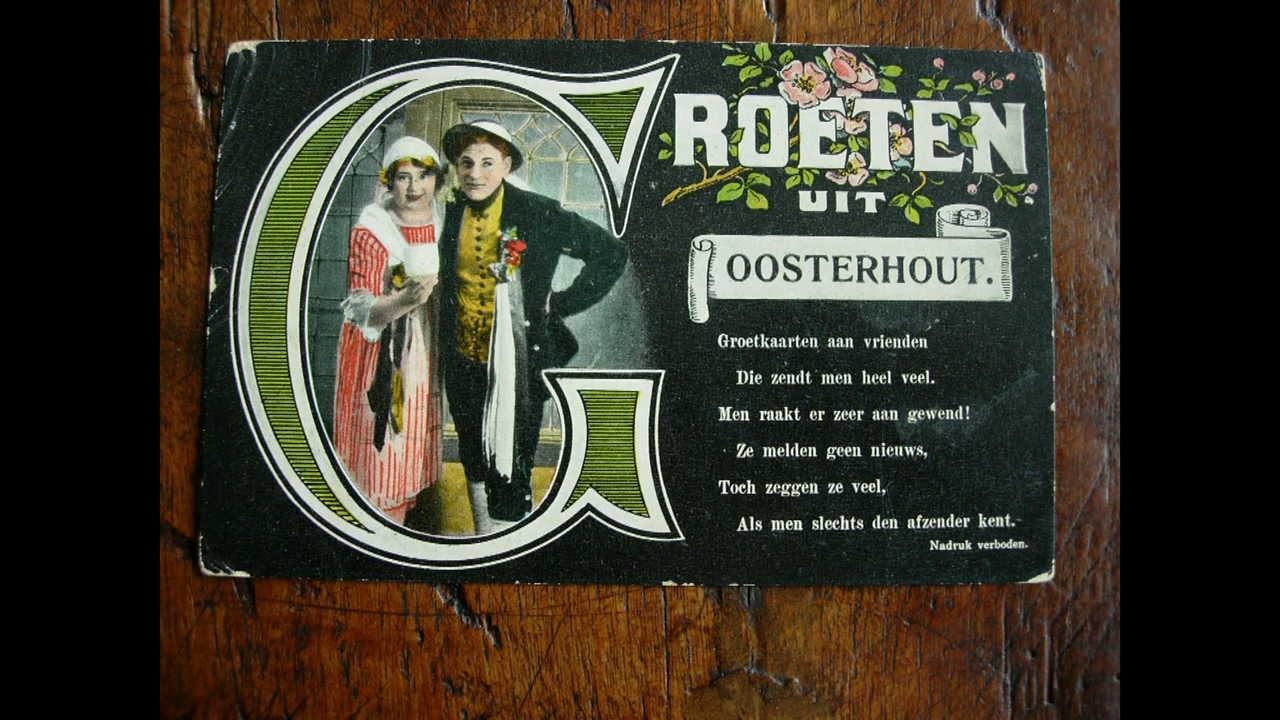 GROETEN
UIT
OOSTERHOUT.
Groetkaarten aan vrienden
Die zendt men heel veel.
Men raakt er zeer aan gewend!
Ze melden geen nieuws,
Toch zeggen ze veel,
Als men slechts den afzender kent.
Nadruk verboden.